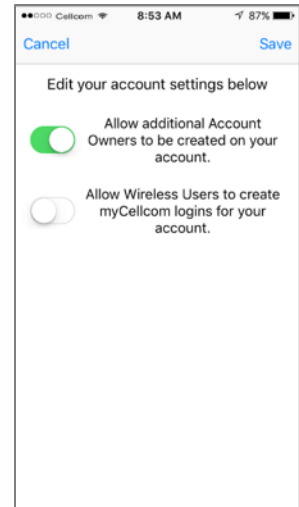 Cellcom 8:53 AM 87%
Cancel Save
Edit your account settings below
Allow additional Account
Owners to be created on your
account.
Allow Wireless Users to create
myCellcom logins for your
account.